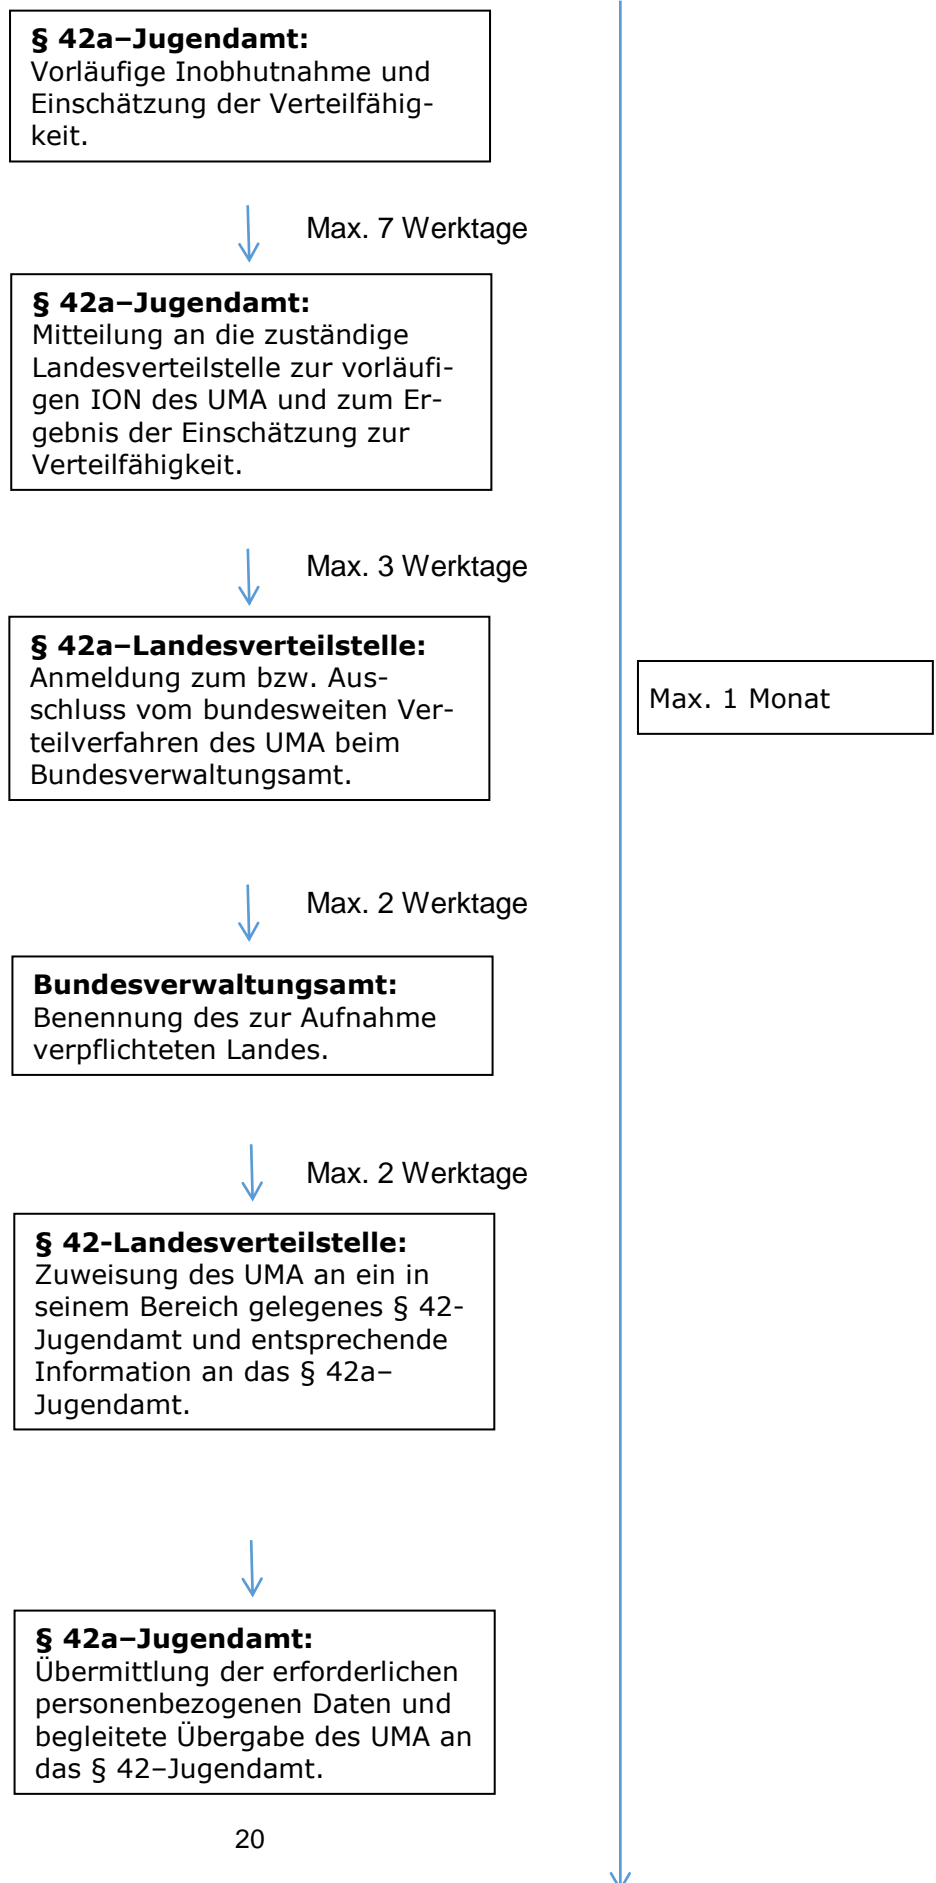 § 42a–Jugendamt:
Vorläufige Inobhutnahme und
Einschätzung der Verteilfähig-
keit.
Max. 7 Werktage
§ 42a–Jugendamt:
Mitteilung an die zuständige
Landesverteilstelle zur vorläufi-
gen ION des UMA und zum Er-
gebnis der Einschätzung zur
Verteilfähigkeit.
Max. 3 Werktage
§ 42a–Landesverteilstelle:
Anmeldung zum bzw. Aus-
schluss vom bundesweiten Ver-
teilverfahren des UMA beim
Bundesverwaltungsamt.
Max. 1 Monat
Max. 2 Werktage
Bundesverwaltungsamt:
Benennung des zur Aufnahme
verpflichteten Landes.
Max. 2 Werktage
§ 42-Landesverteilstelle:
Zuweisung des UMA an ein in
seinem Bereich gelegenes § 42-
Jugendamt und entsprechende
Information an das § 42a–
Jugendamt.
§ 42a–Jugendamt:
Übermittlung der erforderlichen
personenbezogenen Daten und
begleitete Übergabe des UMA an
das § 42–Jugendamt.
20